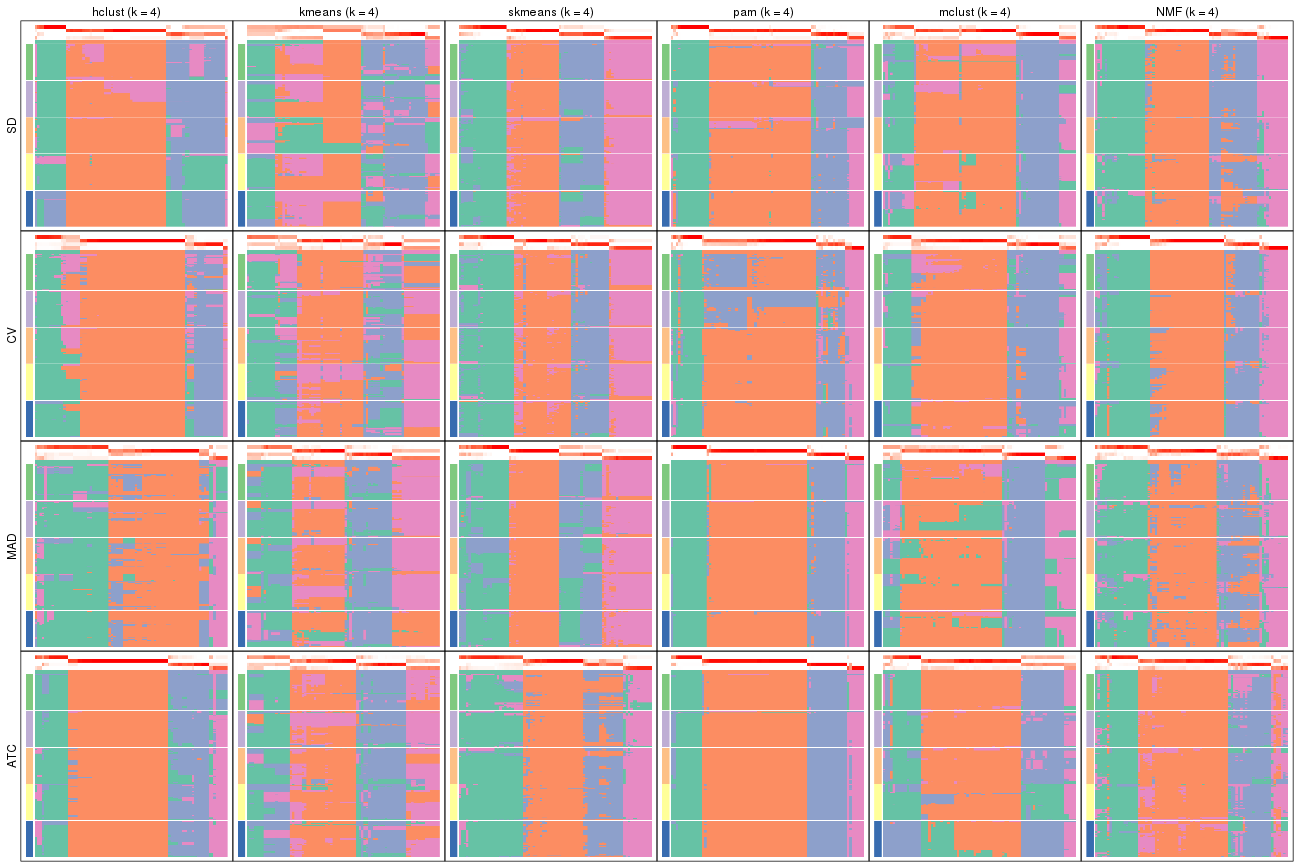 hclust (k = 4) kmeans (k = 4) skmeans (k = 4) pam (k = 4) mclust (k = 4) NMF (k = 4)
SD
CV
MAD
ATC